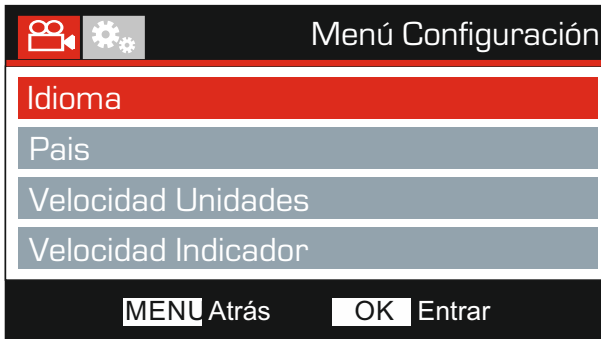 Menú Configuración
Idioma
Pais
Velocidad Unidades
Velocidad Indicador
MENU Atrás OK Entrar